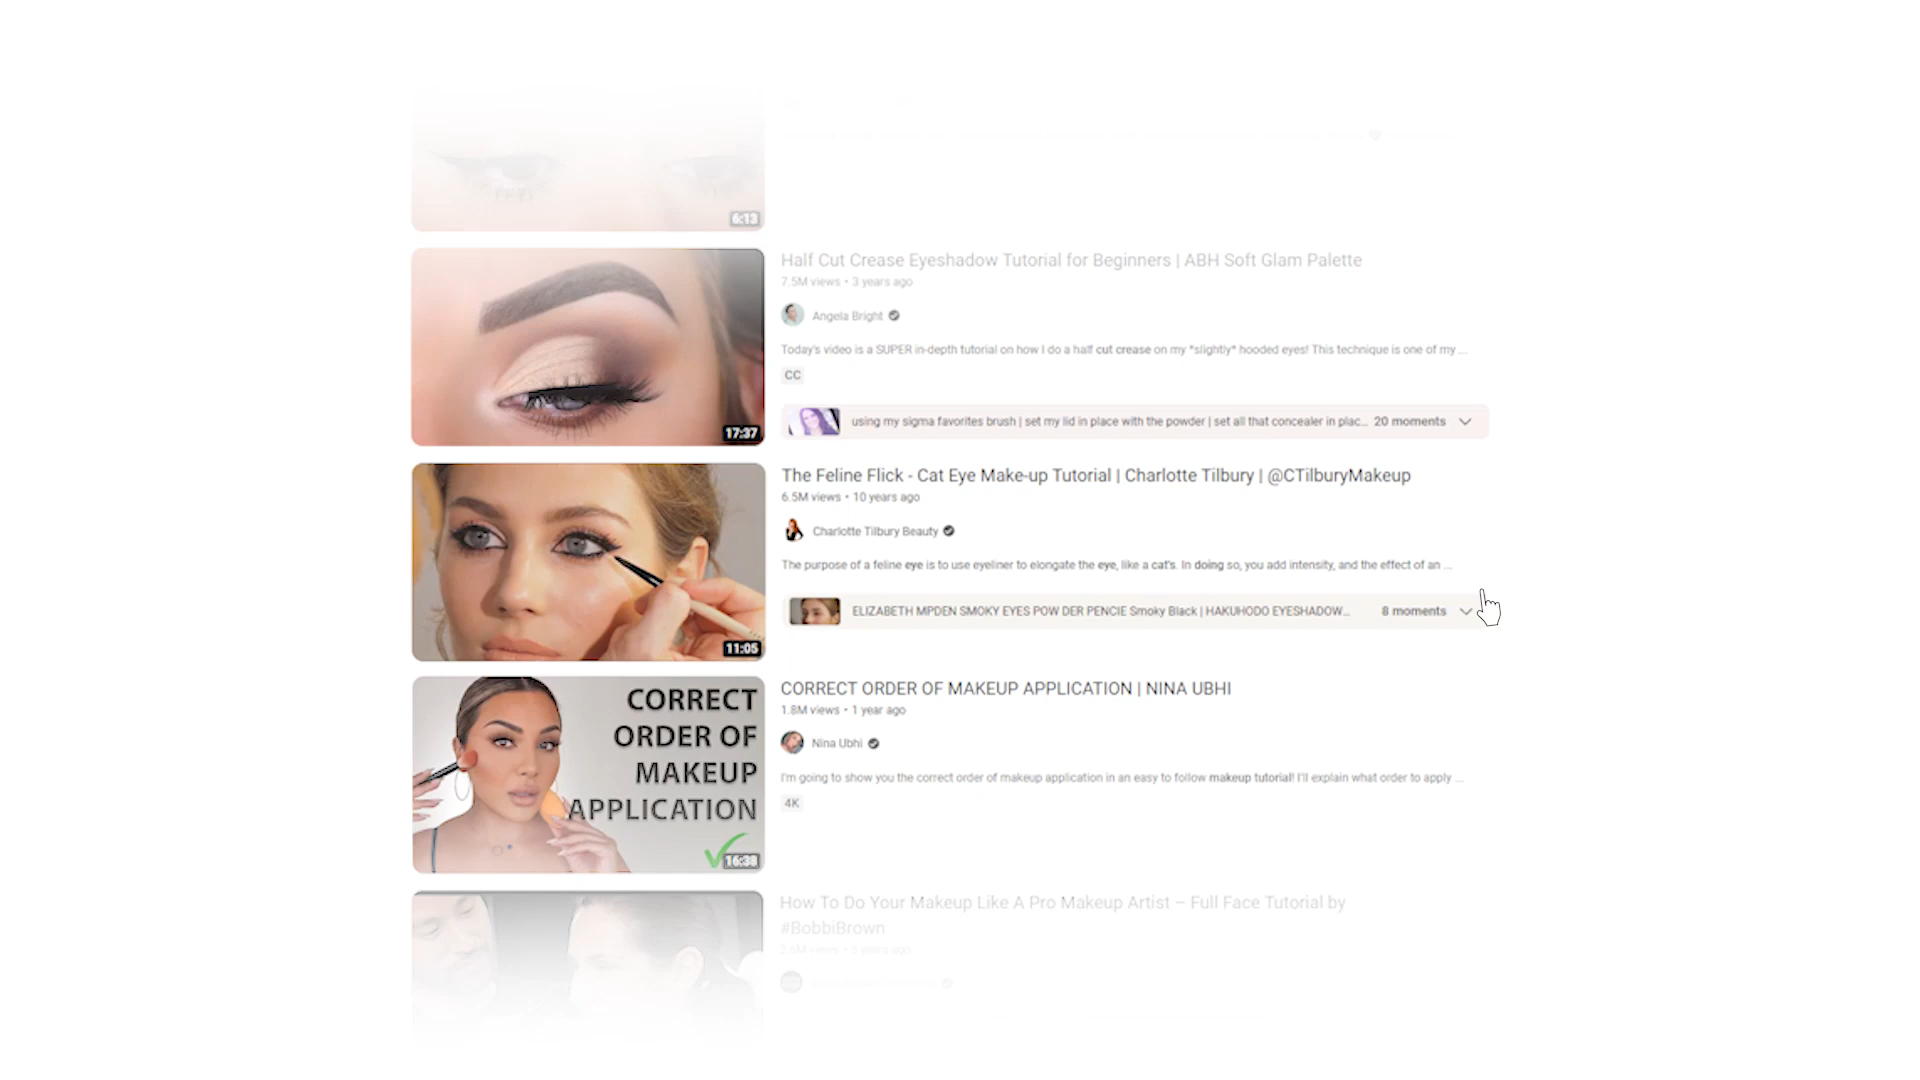 6:13
Half Cut Crease Eyeshadow Tutorial for Beginners | ABH Soft Glam Palette
7.5M views • 3 years ago
Angela Bright
Today's video is a SUPER in-depth tutorial on how I do a half cut crease on my *slightly* hooded eyes! This technique is one of my ...
CC
using my sigma favorites brush | set my lid in place with the powder | set all that concealer in plac... 20 moments
17:37
The Feline Flick - Cat Eye Make-up Tutorial | Charlotte Tilbury | @CTilburyMakeup
6.5M views • 10 years ago
Charlotte Tilbury Beauty
The purpose of a feline eye is to use eyeliner to elongate the eye, like a cat's. In doing so, you add intensity, and the effect of an ...
ELIZABETH MPDEN SMOKY EYES POW DER PENCIE Smoky Black | HAKUHODO EYESHADOW... 8 moments
11:05
CORRECT
ORDER OF
MAKEUP
APPLICATION
16:38
CORRECT ORDER OF MAKEUP APPLICATION | NINA UBHI
1.8M views • 1 year ago
Nina Ubhi
I'm going to show you the correct order of makeup application in an easy to follow makeup tutorial! I'll explain what order to apply ...
4K
How To Do Your Makeup Like A Pro Makeup Artist – Full Face Tutorial by
#BobbiBrown